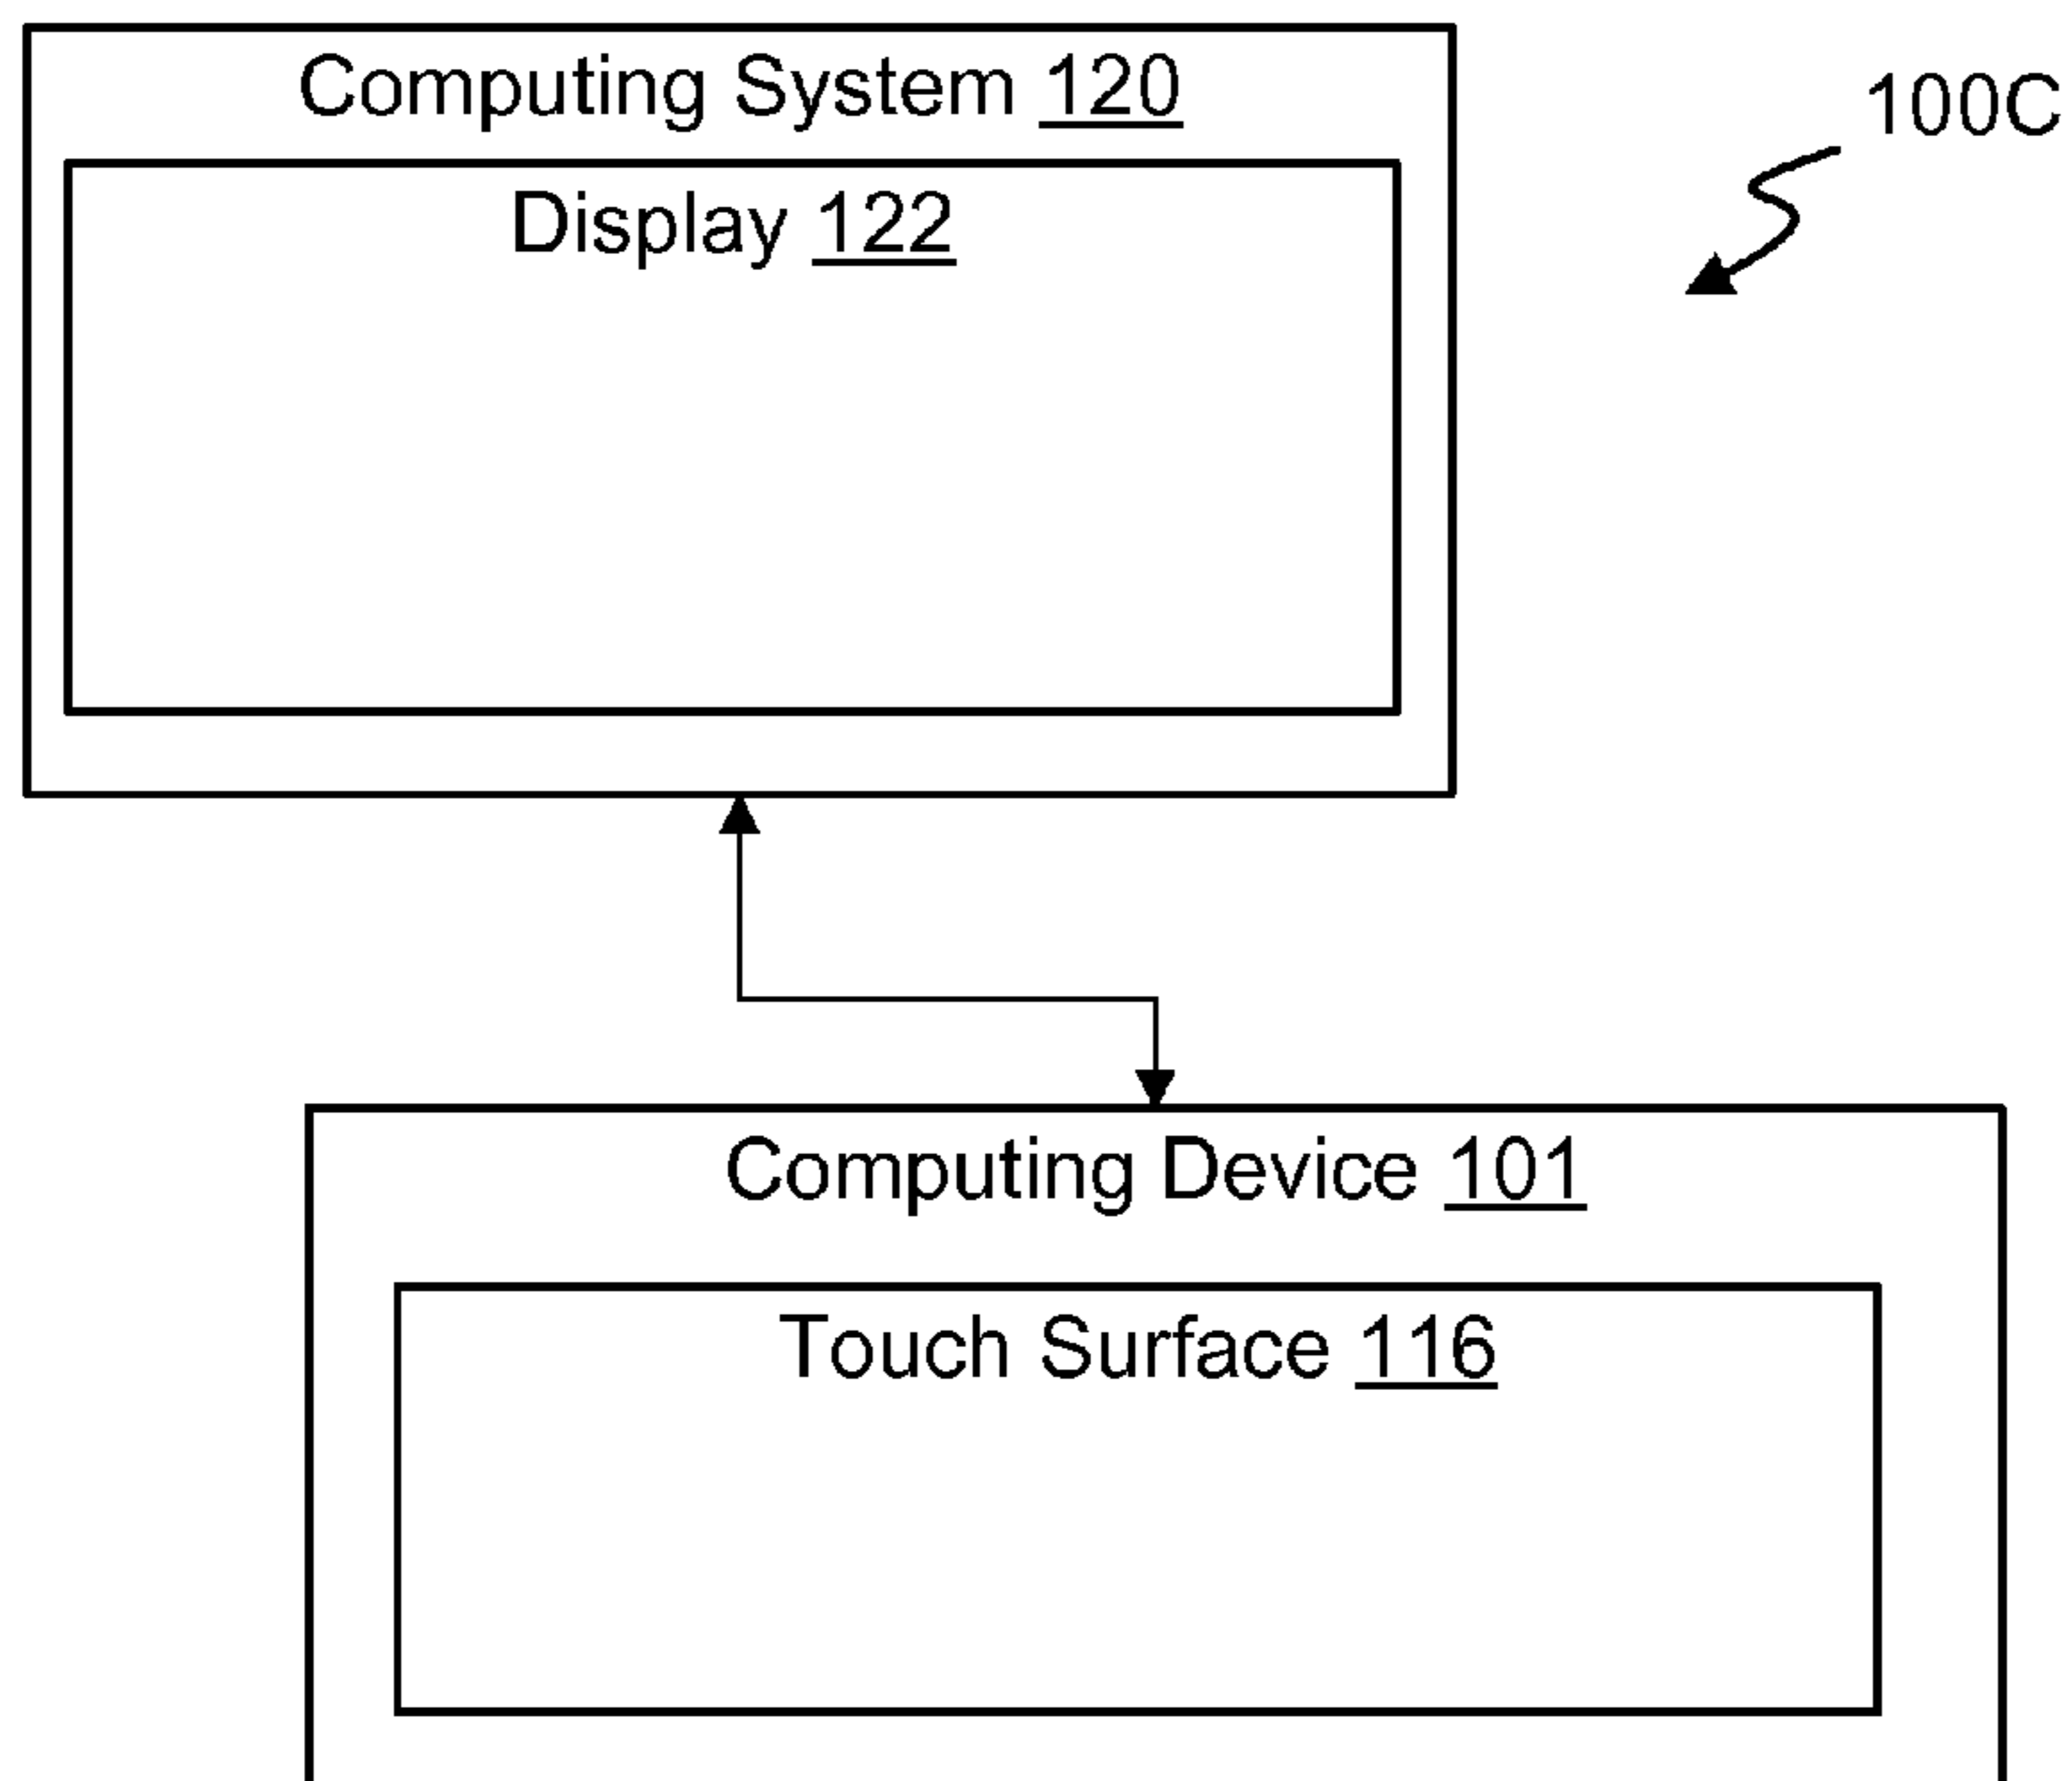 Computing System 120
100C
Display 122
Computing Device 101
Touch Surface 116